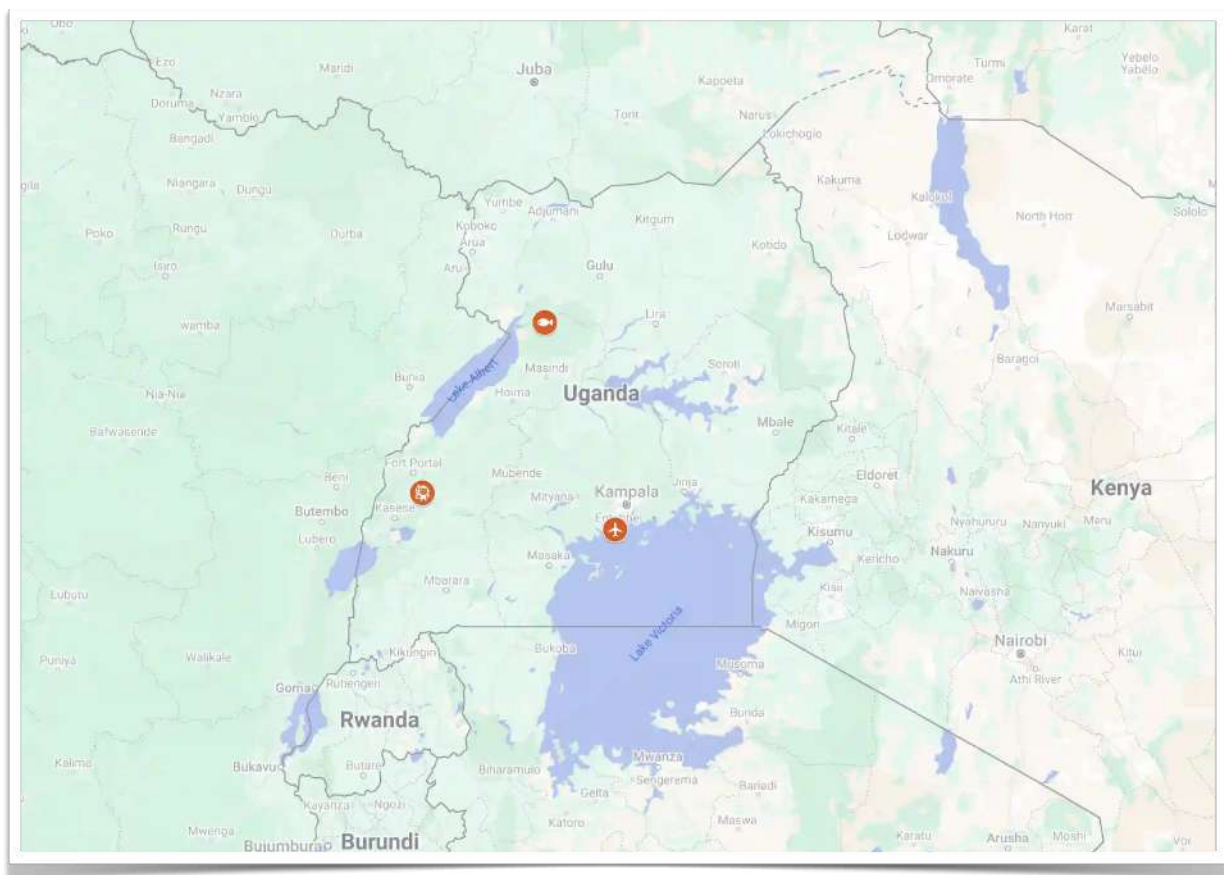 Juba
Karat
Ezo
Maridi
Turmi
Yebelo
Yabelo
Nzara
Kapoeta
Omorate
Doruma
Yambio
Torit
Narus
Bangadi
Lokichogio
Niangara
Dungu
Kakuma
Kalokol
Yumbe
Adjumani
Kitgum
North Horr
Sololo
Poko
Rungu
Durba
Koboko
Arua
Kotido
Lodwar
Isiro
Aru
Gulu
Marsabit
wamba
Lira
Baragoi
Lake Albert
Masindi
Soroti
Bunia
Hoima
Uganda
Nia-Nia
Mbale
Kitale
Bafwasende
Fort Portal
Beni
Mubende
Eldoret
Kenya
Mityana
Kampala
Jinja
Kakamega
Butembo
Kasese
Nyahururu
Nanyuki
Meru
Lubero
Kisumu
Masaka
Kericho
Nakuru
Mbarara
Lubutu
Kisii
Naivasha
Migori
Lake Victoria
Nairobi
Puniya
Walikale
Bukoba
Kitui
Musoma
Athi River
Goma
Ruhengeri
Rwanda
Bunda
Kalima
Bukavu
Butare
Biharamulo
Mwanza
Sengerema
Bariadi
Geita
Kayanza
Ngozi
Mwenga
Katoro
Maswa
Bujumbura
Burundi
Karatu
Arusha
Moshi
Voi